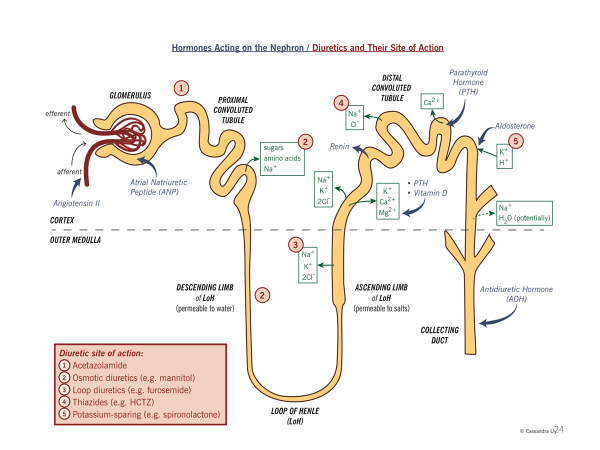 Hormones Acting on the Nephron / Diuretics and Their Site of Action
GLOMERULUS
1
PROXIMAL
CONVOLUTED
TUBULE
DISTAL
CONVOLUTED
TUBULE
Parathyroid
Hormone
(PTH)
efferent
afferent
Angiotensin II
Atrial Natriuretic
Peptide (ANP)
2
sugars
amino acids
Na+
4
Na+
Cl-
Ca2+
Renin
Aldosterone
5
K+
H+
Na+
K+
2Cl-
K+
Ca2+
Mg2+
• PTH
• Vitamin D
Na+
H2O (potentially)
CORTEX
OUTER MEDULLA
3
Na+
K+
2Cl-
DESCENDING LIMB
of LoH
(permeable to water)
2
ASCENDING LIMB
of LoH
(permeable to salts)
Antidiuretic Hormone
(ADH)
COLLECTING
DUCT
LOOP OF HENLE
(LoH)
Diuretic site of action:
1 Acetazolamide
2 Osmotic diuretics (e.g. mannitol)
3 Loop diuretics (e.g. furosemide)
4 Thiazides (e.g. HCTZ)
5 Potassium-sparing (e.g. spironolactone)
© Cassandra Uy
24